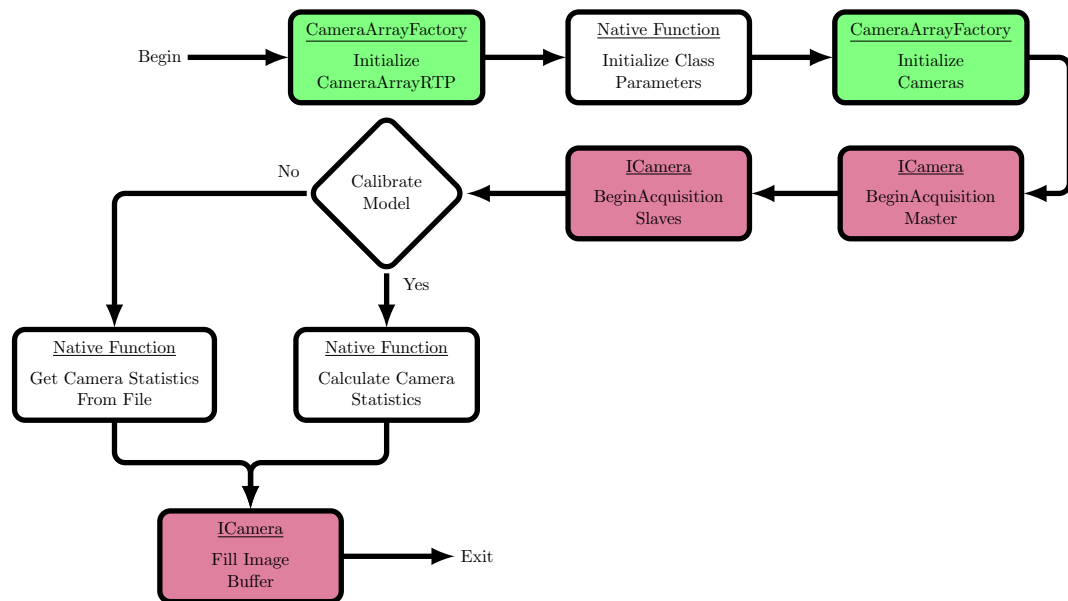 Begin
CameraArrayFactory
Initialize
CameraArrayRTP
Native Function
Initialize Class
Parameters
CameraArrayFactory
Initialize
Cameras
ICamera
BeginAcquisition
Master
ICamera
BeginAcquisition
Slaves
Calibrate
Model
No
Yes
Native Function
Get Camera Statistics
From File
Native Function
Calculate Camera
Statistics
ICamera
Fill Image
Buffer
Exit